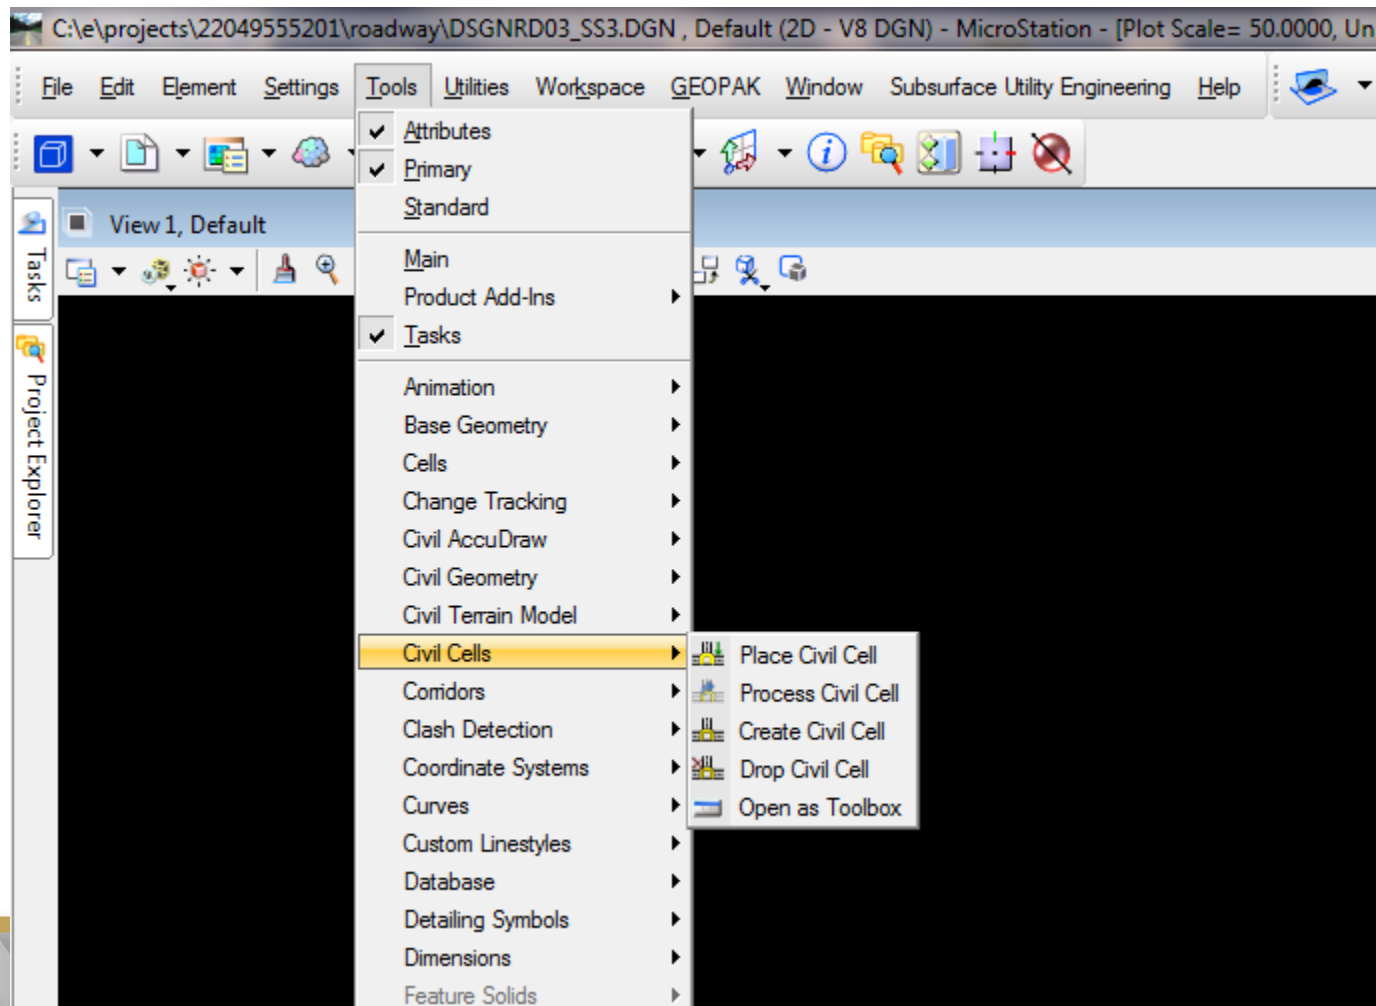 C:\e\projects\22049555201\roadway\DSGNRD03_SS3.DGN , Default (2D - V8 DGN) - MicroStation - [Plot Scale= 50.0000, Un
File Edit Element Settings Tools Utilities Workspace GEOPAK Window Subsurface Utility Engineering Help
Attributes
Primary
Standard
View 1, Default
Main
Product Add-Ins
Tasks
Animation
Base Geometry
Cells
Change Tracking
Civil AccuDraw
Civil Geometry
Civil Terrain Model
Civil Cells
Corridors
Clash Detection
Coordinate Systems
Curves
Custom Linestyles
Database
Detailing Symbols
Dimensions
Feature Solids
Place Civil Cell
Process Civil Cell
Create Civil Cell
Drop Civil Cell
Open as Toolbox
Tasks
Project Explorer